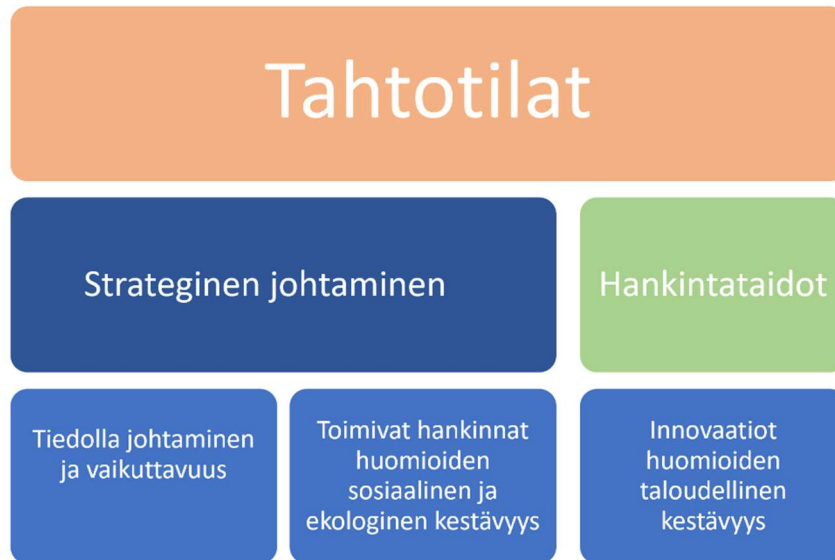 Tahtotilat
Strateginen johtaminen
Hankintataidot
Tiedolla johtaminen
ja vaikuttavuus
Toimivat hankinnat
huomioiden
sosiaalinen ja
ekologinen kestävyys
Innovaatiot
huomioiden
taloudellinen
kestävyys